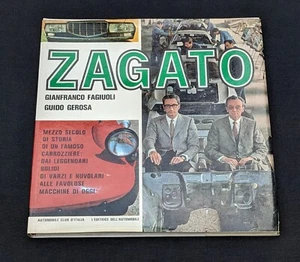 ZAGATO
GIANFRANCO FAGIUOLI
GUIDO GEROSA
MEZZO SECOLO
DI STORIA
DI UN FAMOSO
CARROZZIERE
DAI LEGGENDARI
BOLIDI
DI VARZI E NUVOLARI
ALLE FAVOLOSE
MACCHINE DI OGGI
AUTOMOBILE CLUB D'ITALIA
L'EDITRICE DELL'AUTOMOBILE